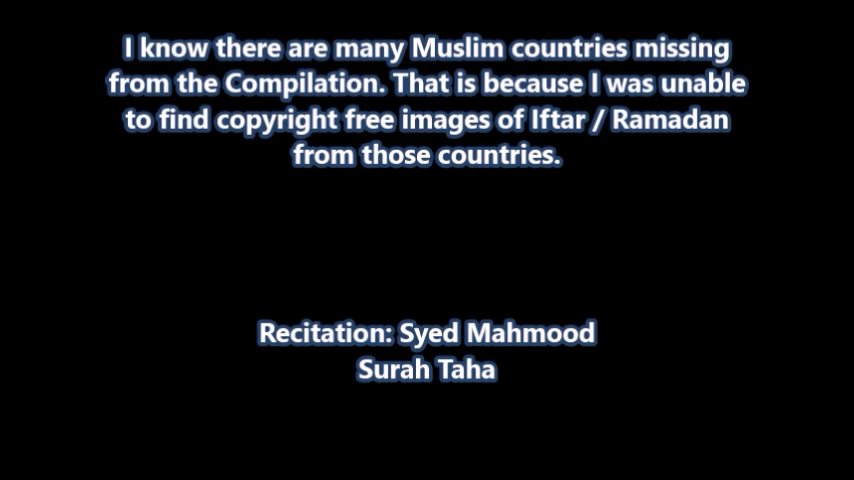 I know there are many Muslim countries missing
from the Compilation. That is because I was unable
to find copyright free images of Iftar / Ramadan
from those countries.
Recitation: Syed Mahmood
Surah Taha